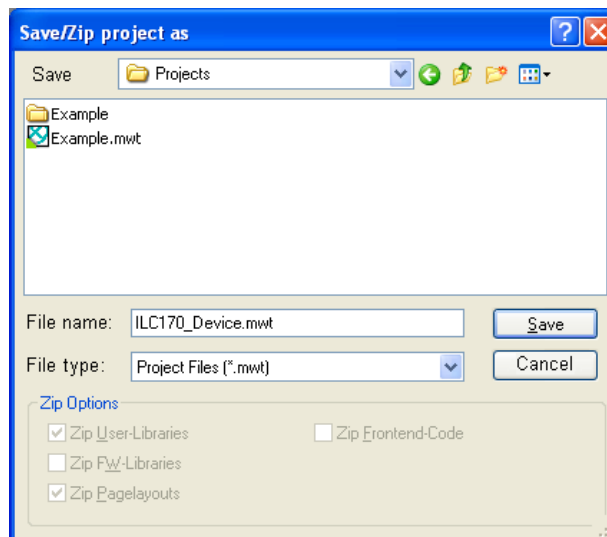 Save/Zip project as
Save Projects
Example
Example.mwt
File name: ILC170_Device.mwt Save
File type: Project Files (*.mwt) Cancel
Zip Options
Zip User-Libraries Zip Frontend-Code
Zip FW-Libraries
Zip Pagelayouts